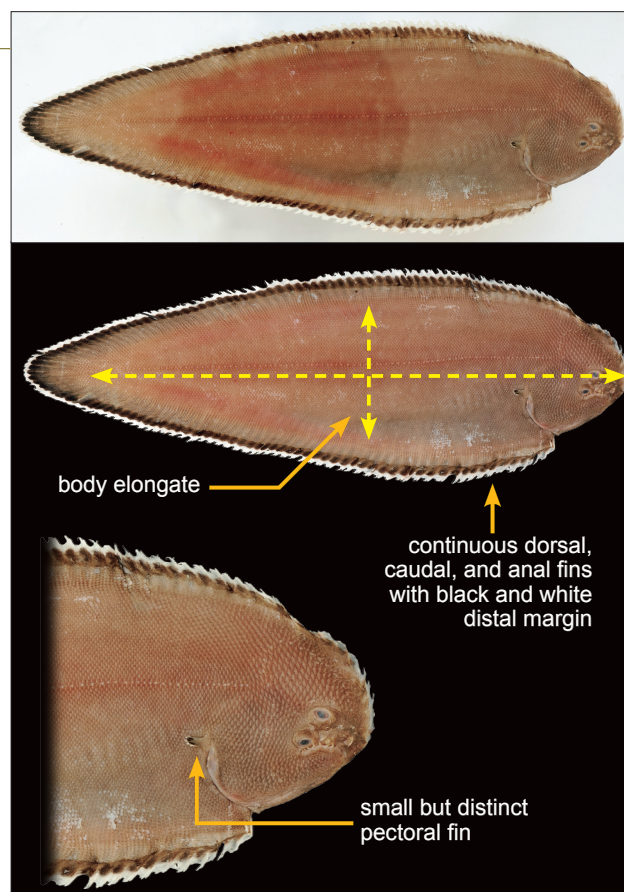 body elongate
continuous dorsal,
caudal, and anal fins
with black and white
distal margin
small but distinct
pectoral fin